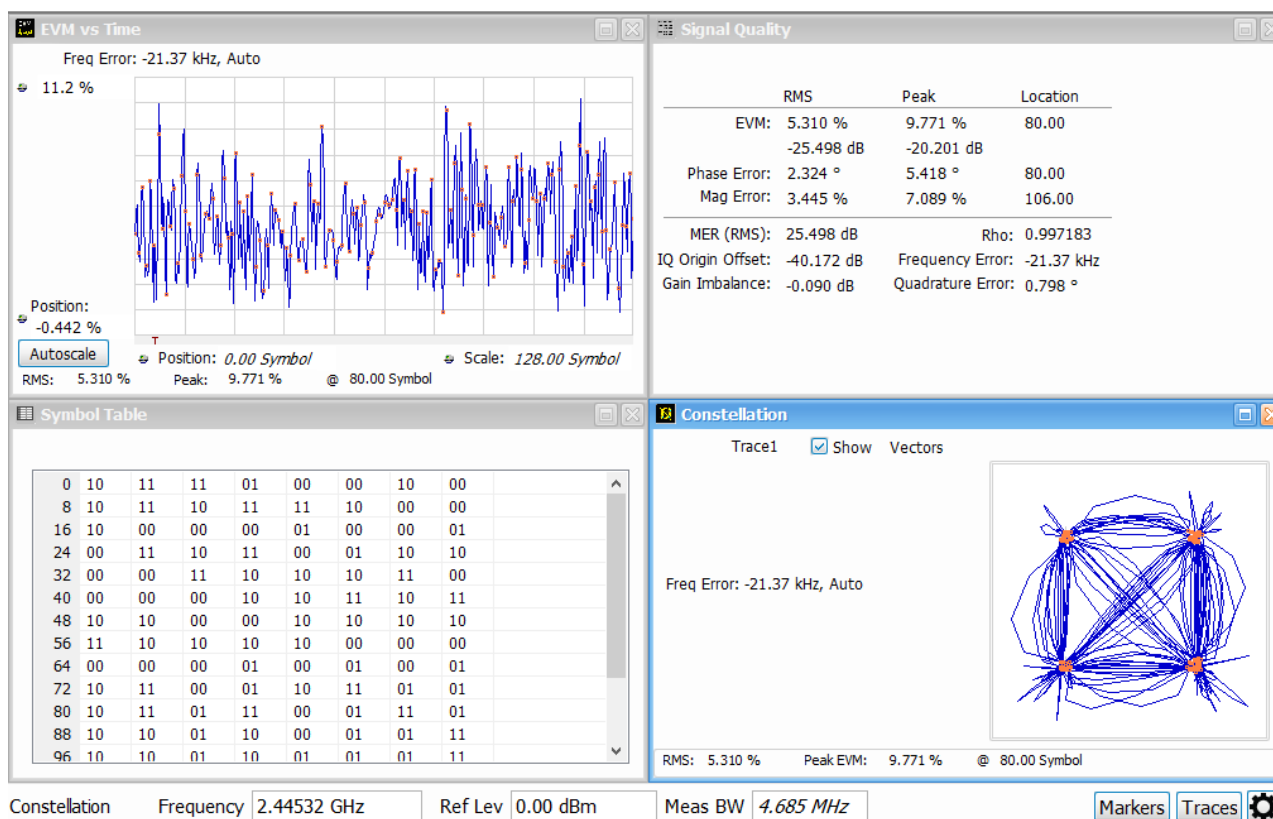 EVM vs Time
Freq Error: -21.37 kHz, Auto
11.2 %
Position:
-0.442 %
Autoscale
T
Position: 0.00 Symbol Scale: 128.00 Symbol
RMS: 5.310 % Peak: 9.771 % @ 80.00 Symbol
Signal Quality
RMS Peak Location
EVM: 5.310 % 9.771 % 80.00
-25.498 dB -20.201 dB
Phase Error: 2.324 ° 5.418 ° 80.00
Mag Error: 3.445 % 7.089 % 106.00
MER (RMS): 25.498 dB Rho: 0.997183
IQ Origin Offset: -40.172 dB Frequency Error: -21.37 kHz
Gain Imbalance: -0.090 dB Quadrature Error: 0.798 °
Symbol Table
0 10 11 11 01 00 00 10 00
8 10 11 10 11 11 10 00 00
16 10 00 00 00 01 00 00 01
24 00 11 10 11 00 01 10 10
32 00 00 11 10 10 10 11 00
40 00 00 00 10 10 11 10 11
48 10 10 00 00 10 10 10 10
56 11 10 10 10 10 00 00 00
64 00 00 00 01 00 01 00 01
72 10 11 00 01 10 11 01 01
80 10 11 01 11 00 01 11 01
88 10 10 01 10 00 01 01 11
96 10 10 01 10 01 01 01 11
Constellation
Trace1 Show Vectors
Freq Error: -21.37 kHz, Auto
RMS: 5.310 % Peak EVM: 9.771 % @ 80.00 Symbol
Constellation Frequency 2.44532 GHz Ref Lev 0.00 dBm Meas BW 4.685 MHz Markers Traces